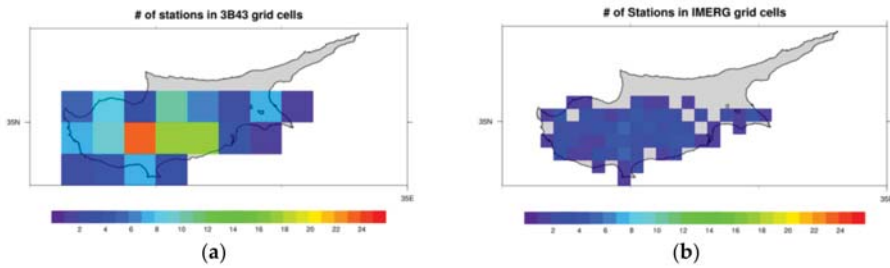 # of stations in 3B43 grid cells
35N
35E
2 4 6 8 10 12 14 16 18 20 22 24
(a)
# of Stations in IMERG grid cells
35N
35E
2 4 6 8 10 12 14 16 18 20 22 24
(b)